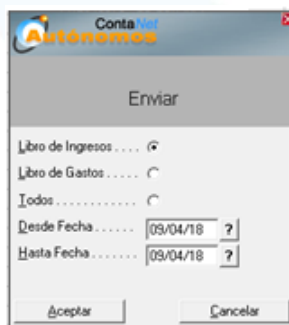 ContaNet
Autónomos
Enviar
Libro de Ingresos . . . .
Libro de Gastos . . . . .
Todos . . . . . . . . . . . .
Desde Fecha . . . . . . 09/04/18 ?
Hasta Fecha . . . . . . . 09/04/18 ?
Aceptar Cancelar